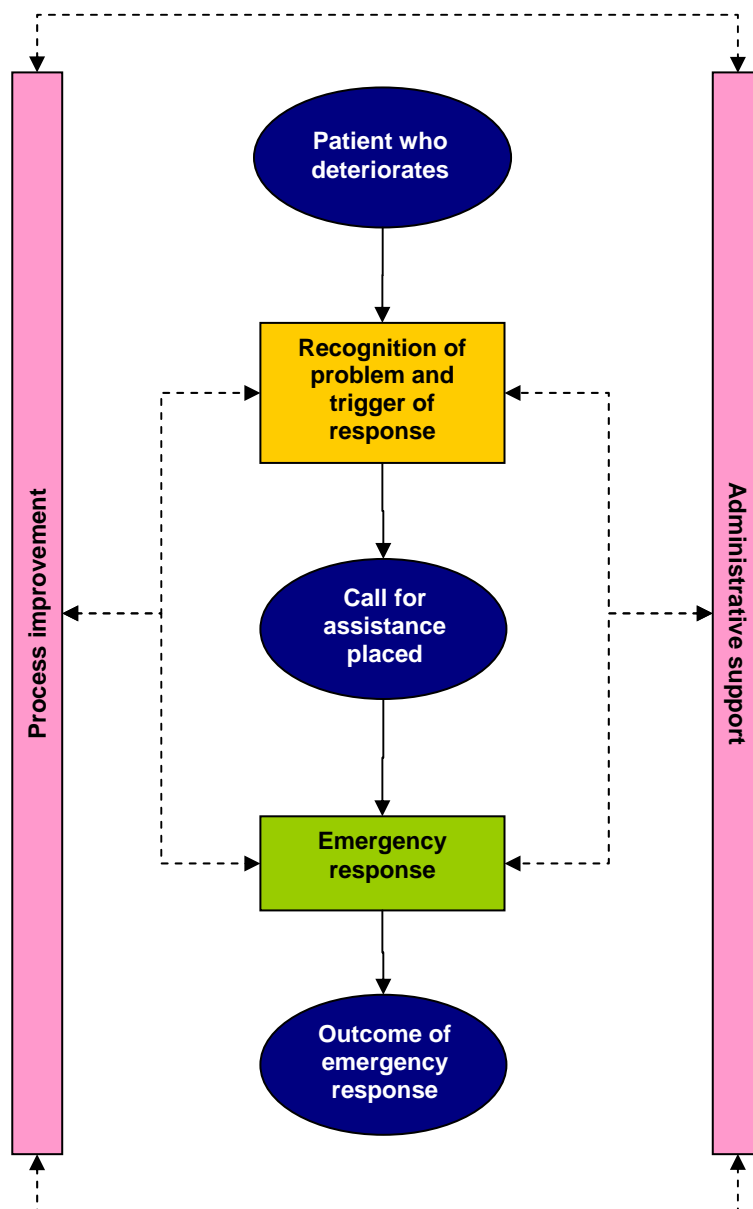 Patient who
deteriorates
Recognition of
problem and
trigger of
response
Process improvement
Administrative support
Call for
assistance
placed
Emergency
response
Outcome of
emergency
response